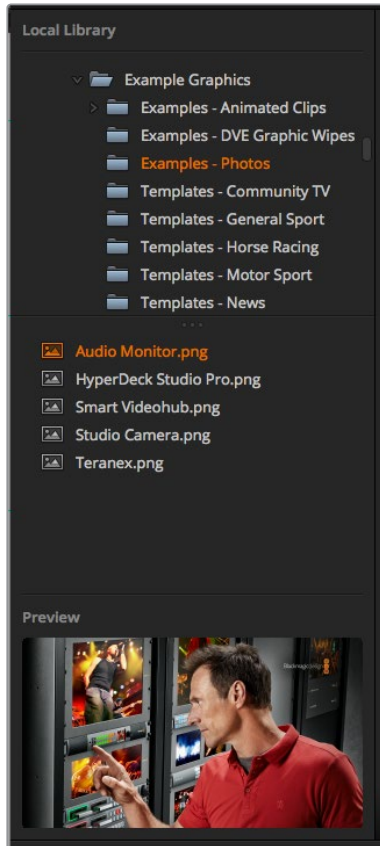 Local Library
Example Graphics
Examples - Animated Clips
Examples - DVE Graphic Wipes
Examples - Photos
Templates - Community TV
Templates - General Sport
Templates - Horse Racing
Templates - Motor Sport
Templates - News
Audio Monitor.png
HyperDeck Studio Pro.png
Smart Videohub.png
Studio Camera.png
Teranex.png
Preview
Blackmagicdesign